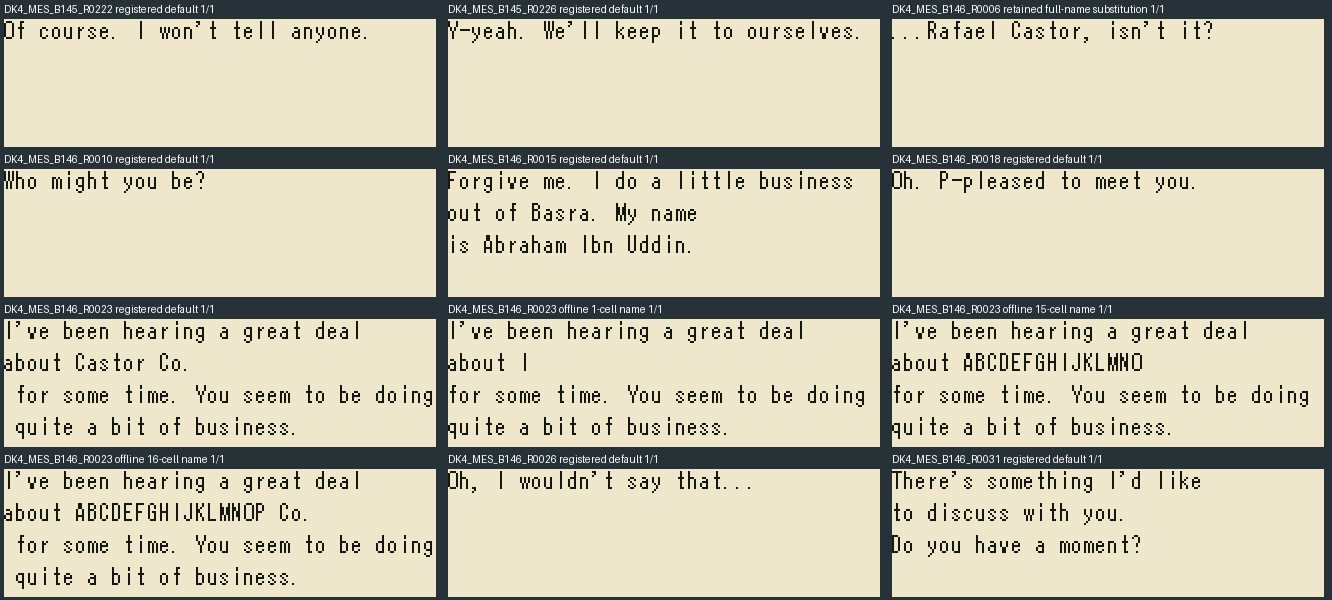 DK4_MES_B145_R0222 registered default 1/1
Of course. I won't tell anyone.
DK4_MES_B145_R0226 registered default 1/1
Y-yeah. We'll keep it to ourselves.
DK4_MES_B146_R0006 retained full-name substitution 1/1
...Rafael Castor, isn't it?
DK4_MES_B146_R0010 registered default 1/1
Who might you be?
DK4_MES_B146_R0015 registered default 1/1
Forgive me. I do a little business
out of Basra. My name
is Abraham Ibn Uddin.
DK4_MES_B146_R0018 registered default 1/1
Oh. P-pleased to meet you.
DK4_MES_B146_R0023 registered default 1/1
I've been hearing a great deal
about Castor Co.
for some time. You seem to be doing
quite a bit of business.
DK4_MES_B146_R0023 offline 1-cell name 1/1
I've been hearing a great deal
about I
for some time. You seem to be doing
quite a bit of business.
DK4_MES_B146_R0023 offline 15-cell name 1/1
I've been hearing a great deal
about ABCDEFGHIJKLMNO
for some time. You seem to be doing
quite a bit of business.
DK4_MES_B146_R0023 offline 16-cell name 1/1
I've been hearing a great deal
about ABCDEFGHIJKLMNOP Co.
for some time. You seem to be doing
quite a bit of business.
DK4_MES_B146_R0026 registered default 1/1
Oh, I wouldn't say that...
DK4_MES_B146_R0031 registered default 1/1
There's something I'd like
to discuss with you.
Do you have a moment?